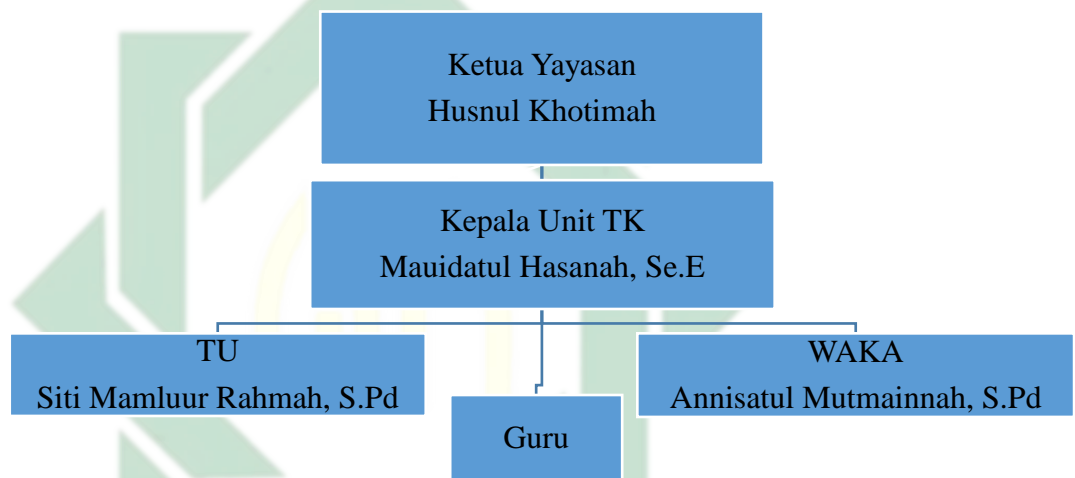 Ketua Yayasan
Husnul Khotimah
Kepala Unit TK
Mauidatul Hasanah, Se.E
TU
Siti Mamluur Rahmah, S.Pd
WAKA
Annisatul Mutmainnah, S.Pd
Guru